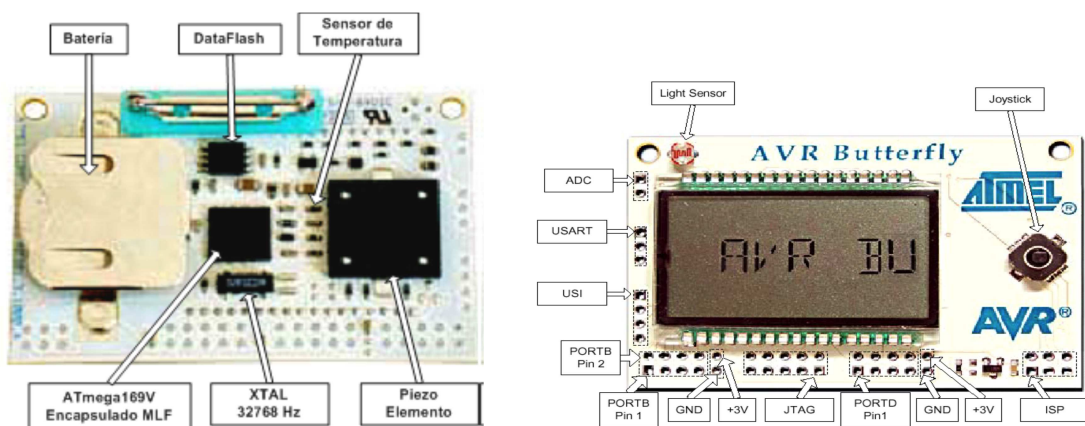 Batería
DataFlash
Sensor de
Temperatura
ATmega169V
Encapsulado MLF
XTAL
32768 Hz
Piezo
Elemento
Light Sensor
Joystick
AVR Butterfly
ATMEL®
ADC
USART
USI
AVR BU
AVR®
PORTB
Pin 2
PORTB
Pin 1
GND
+3V
JTAG
PORTD
Pin1
GND
+3V
ISP